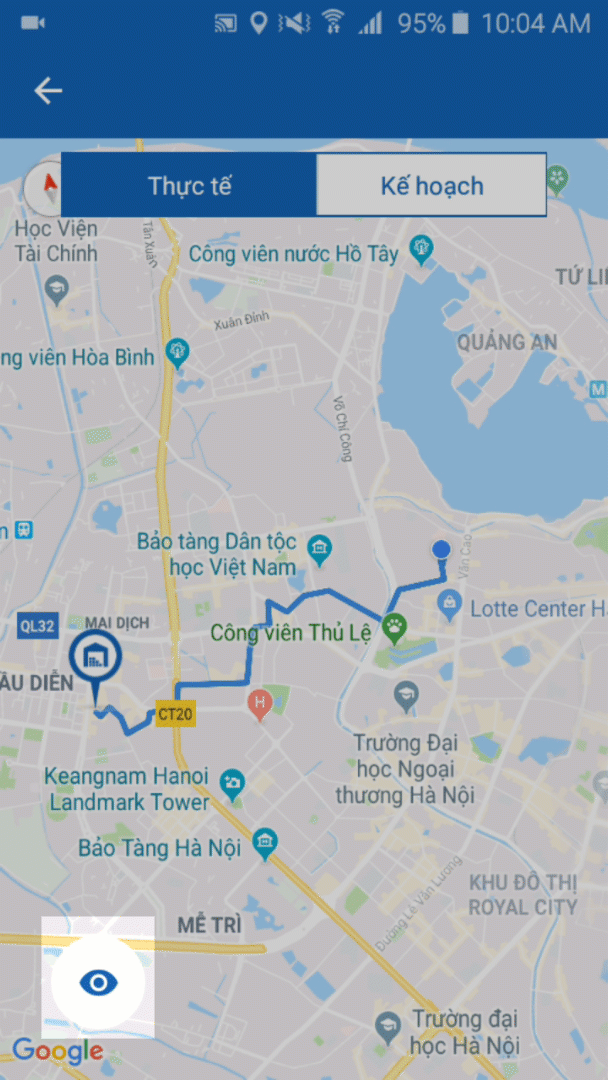 95% 10:04 AM
Thực tế
Kế hoạch
Học Viện
Tài Chính
Tân Xuân
Công viên nước Hồ Tây
TỨ LI
Xuân Đỉnh
QUẢNG AN
ng viên Hòa Bình
M
Võ Chí Công
n
Bảo tàng Dân tộc
học Việt Nam
Văn Cao
Lotte Center H
QL32
MAI DỊCH
Công viên Thủ Lệ
ẦU DIỄN
H
CT20
Trường Đại
học Ngoại
thương Hà Nội
Keangnam Hanoi
Landmark Tower
Bảo Tàng Hà Nội
Đường Lê Văn Lương
KHU ĐÔ THỊ
ROYAL CITY
MỄ TRÌ
Trường đại
học Hà Nội
Google